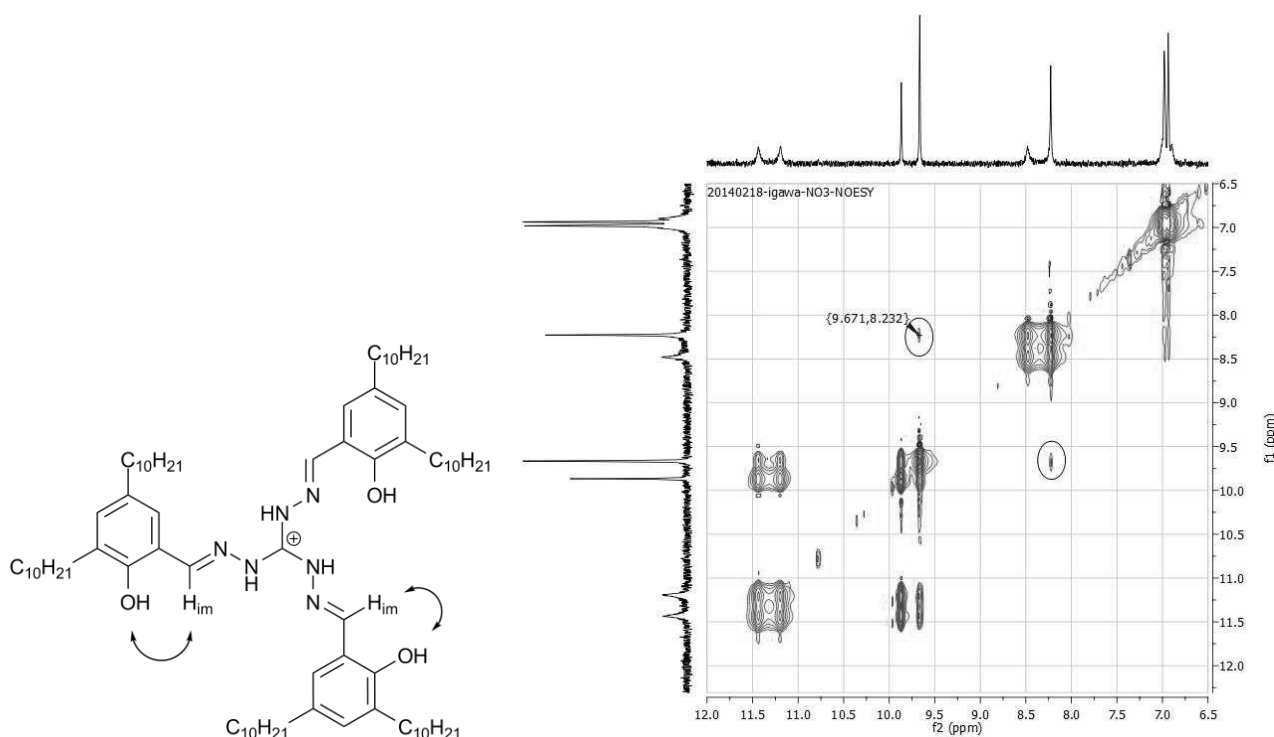 C10H21
C10H21
OH
N
HN
C10H21
C10H21
OH
Him
N
N
H
⊕
NH
N
Him
OH
C10H21
C10H21
20140218-igawa-NO3-NOESY
{9.671,8.232}
6.5
7.0
7.5
8.0
8.5
9.0
9.5
10.0
10.5
11.0
11.5
12.0
f1 (ppm)
12.0 11.5 11.0 10.5 10.0 9.5 9.0 8.5 8.0 7.5 7.0 6.5
f2 (ppm)